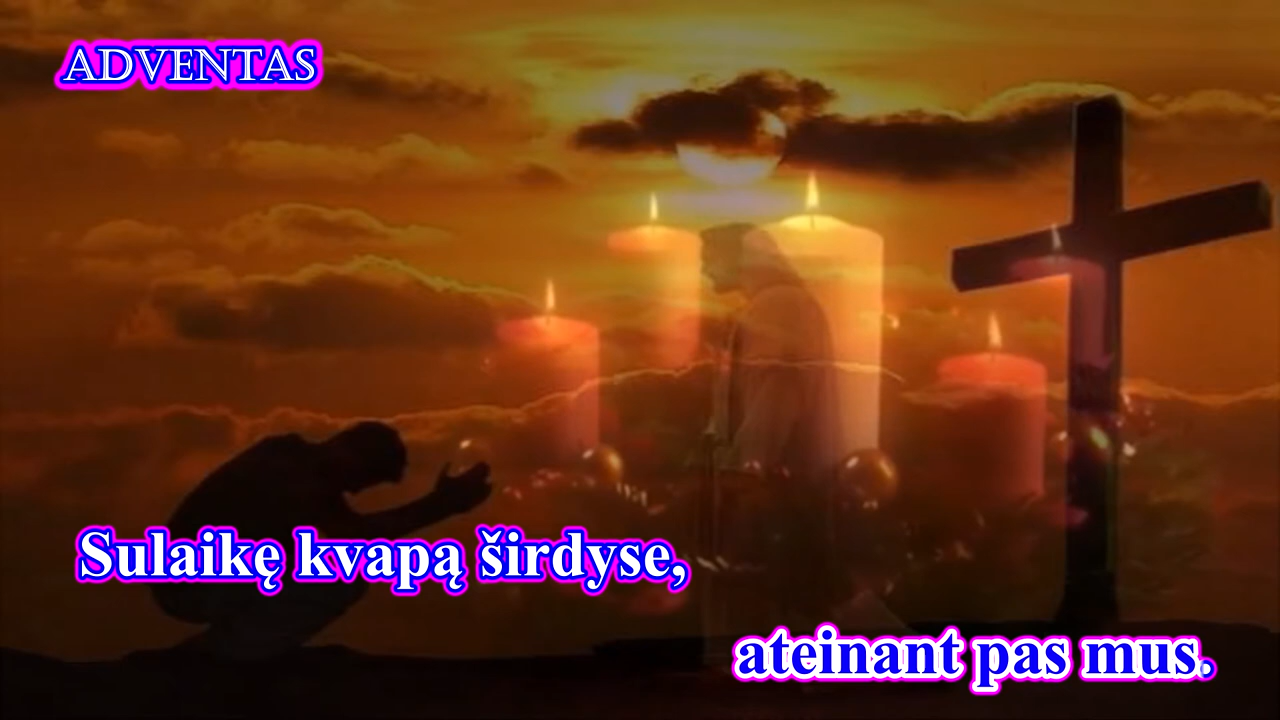 ADVENTAS
Sulaikę kvapą širdyse,
ateinant pas mus.